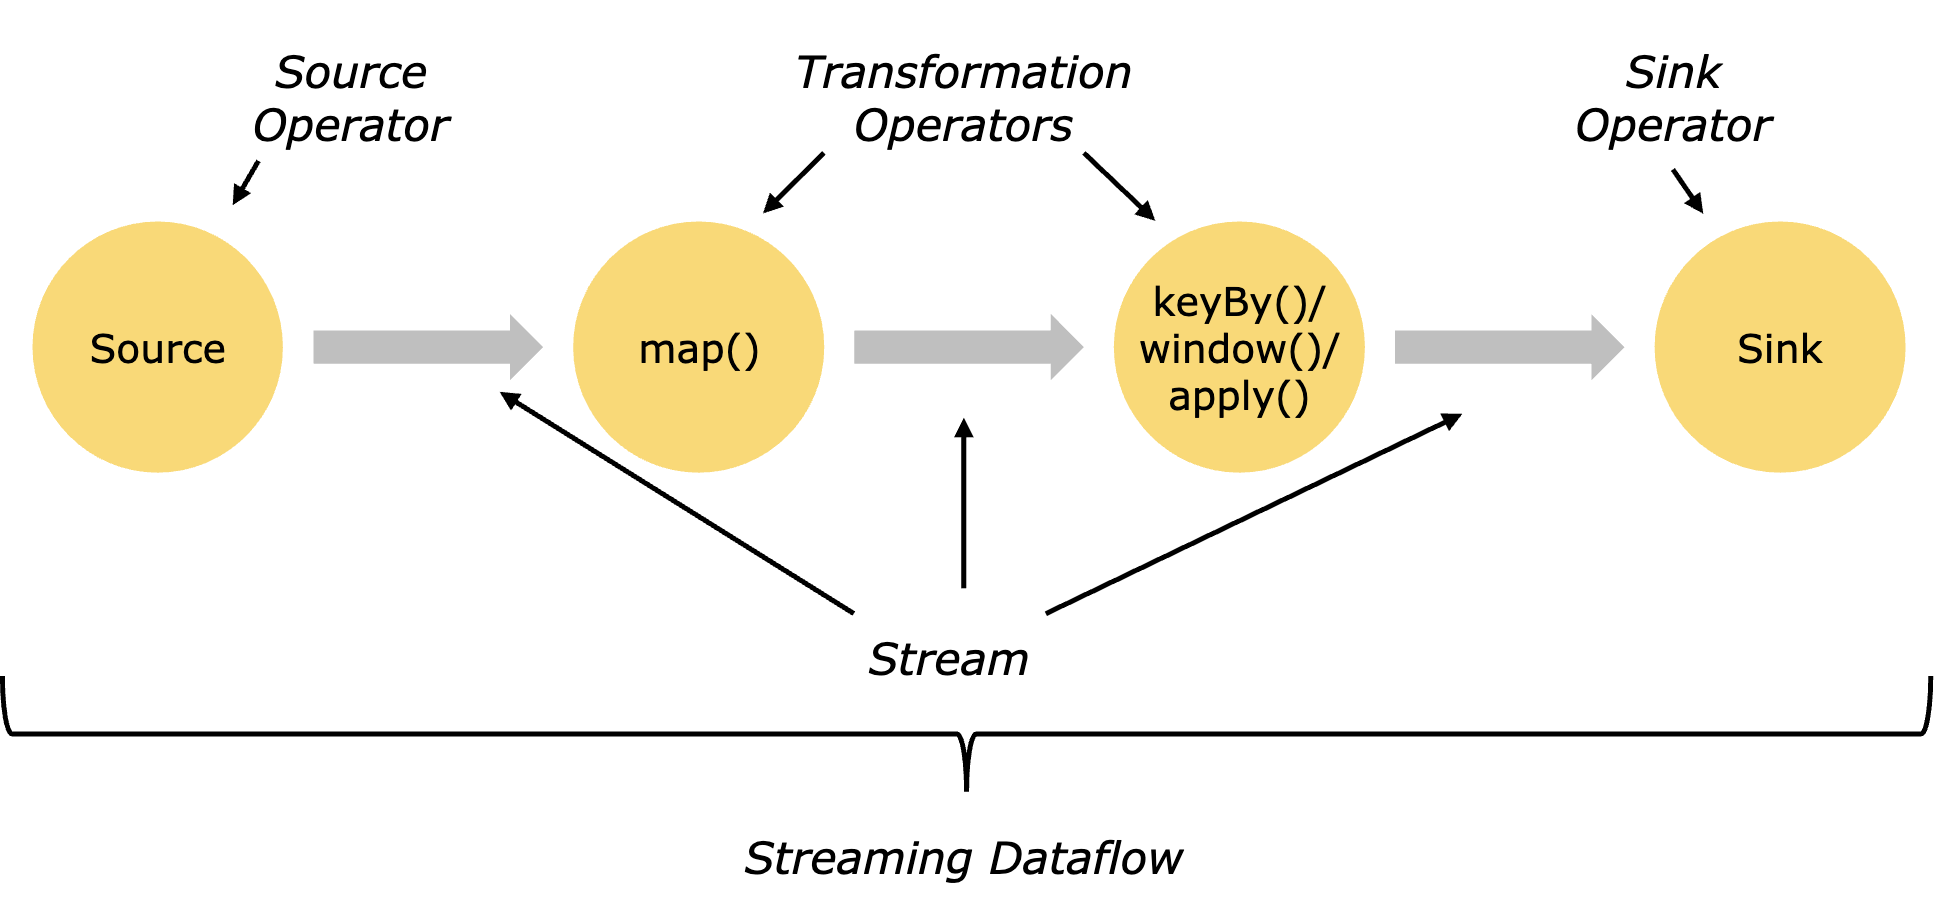 Source
Operator
Transformation
Operators
Sink
Operator
Source
map()
keyBy()/
window()/
apply()
Sink
Stream
Streaming Dataflow